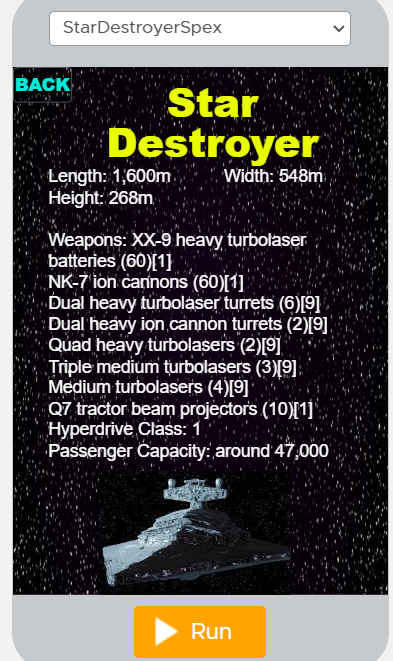 StarDestroyerSpex
BACK
Star
Destroyer
Length: 1,600m Width: 548m
Height: 268m
Weapons: XX-9 heavy turbolaser
batteries (60)[1]
NK-7 ion cannons (60)[1]
Dual heavy turbolaser turrets (6)[9]
Dual heavy ion cannon turrets (2)[9]
Quad heavy turbolasers (2)[9]
Triple medium turbolasers (3)[9]
Medium turbolasers (4)[9]
Q7 tractor beam projectors (10)[1]
Hyperdrive Class: 1
Passenger Capacity: around 47,000
Run